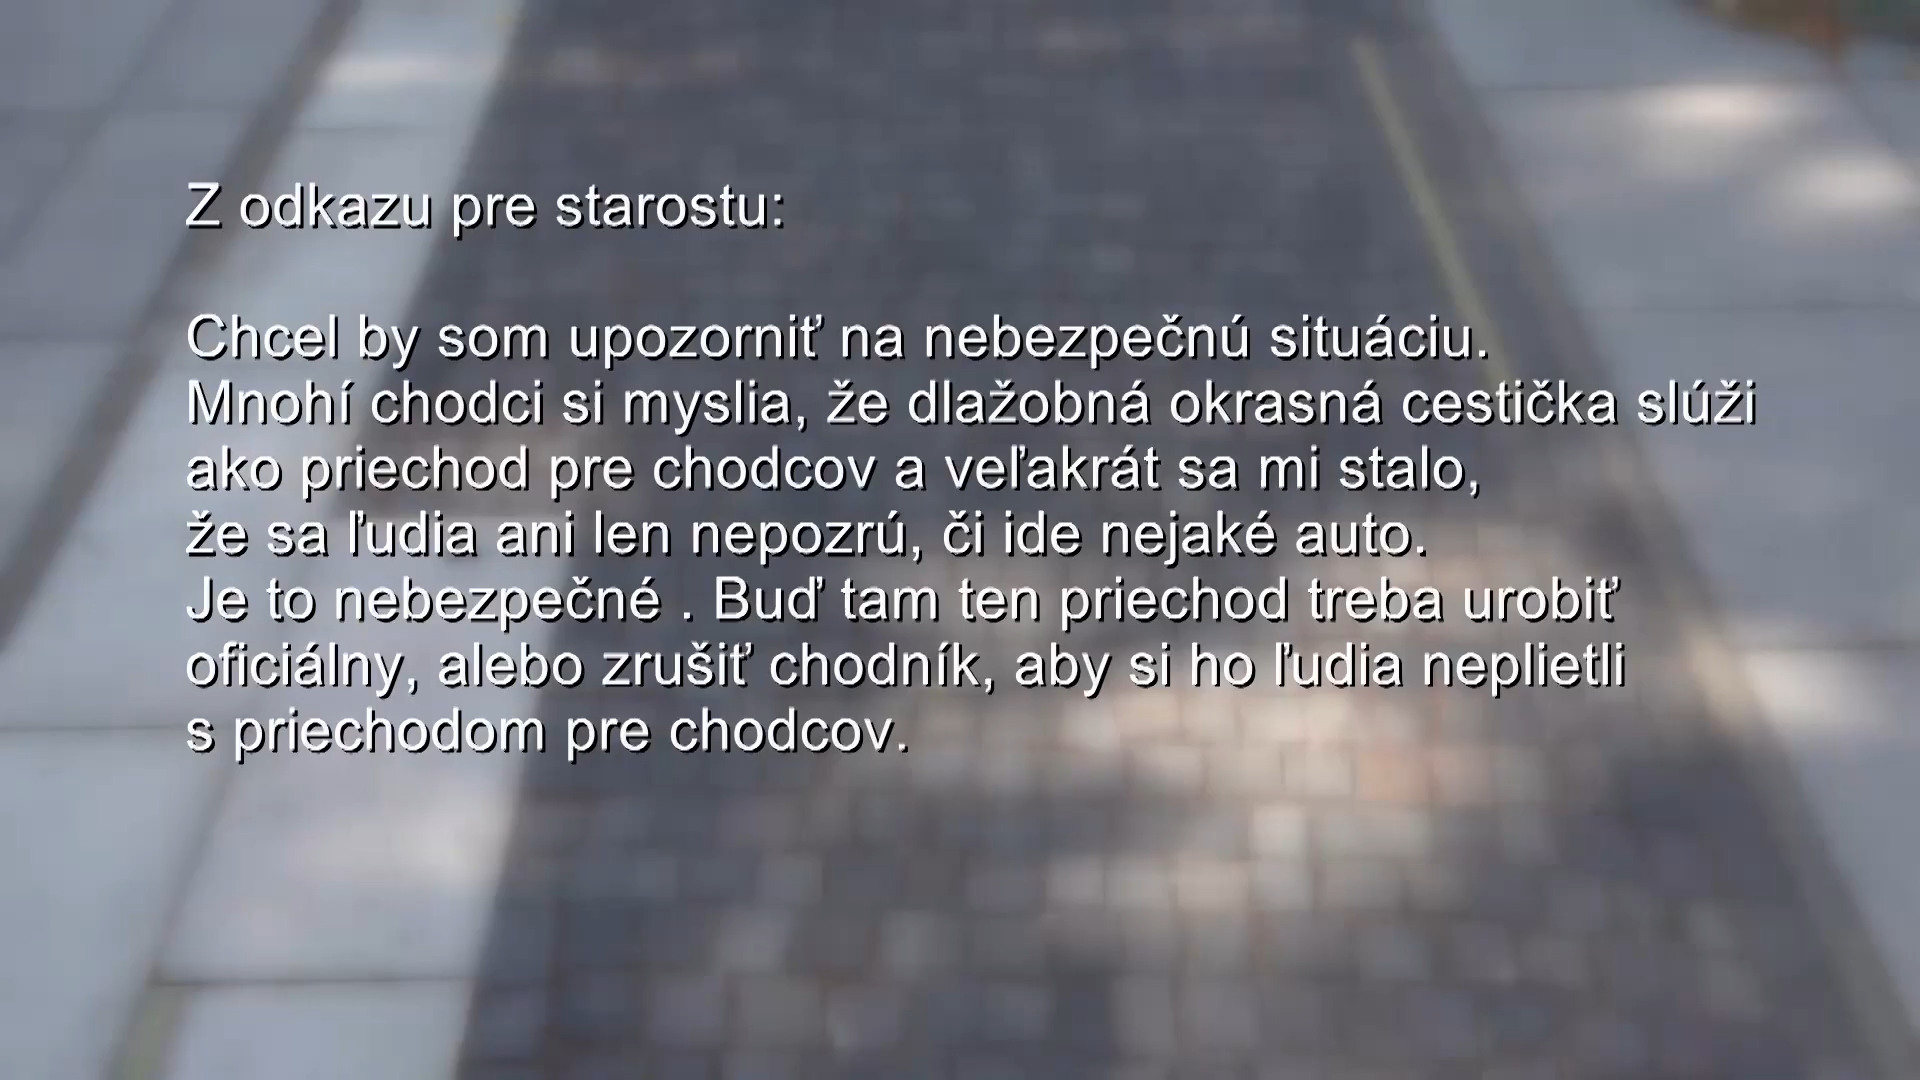 Z odkazu pre starostu:
Chcel by som upozorniť na nebezpečnú situáciu.
Mnohí chodci si myslia, že dlažobná okrasná cestička slúži
ako priechod pre chodcov a veľakrát sa mi stalo,
že sa ľudia ani len nepozrú, či ide nejaké auto.
Je to nebezpečné . Buď tam ten priechod treba urobiť
oficiálny, alebo zrušiť chodník, aby si ho ľudia neplietli
s priechodom pre chodcov.